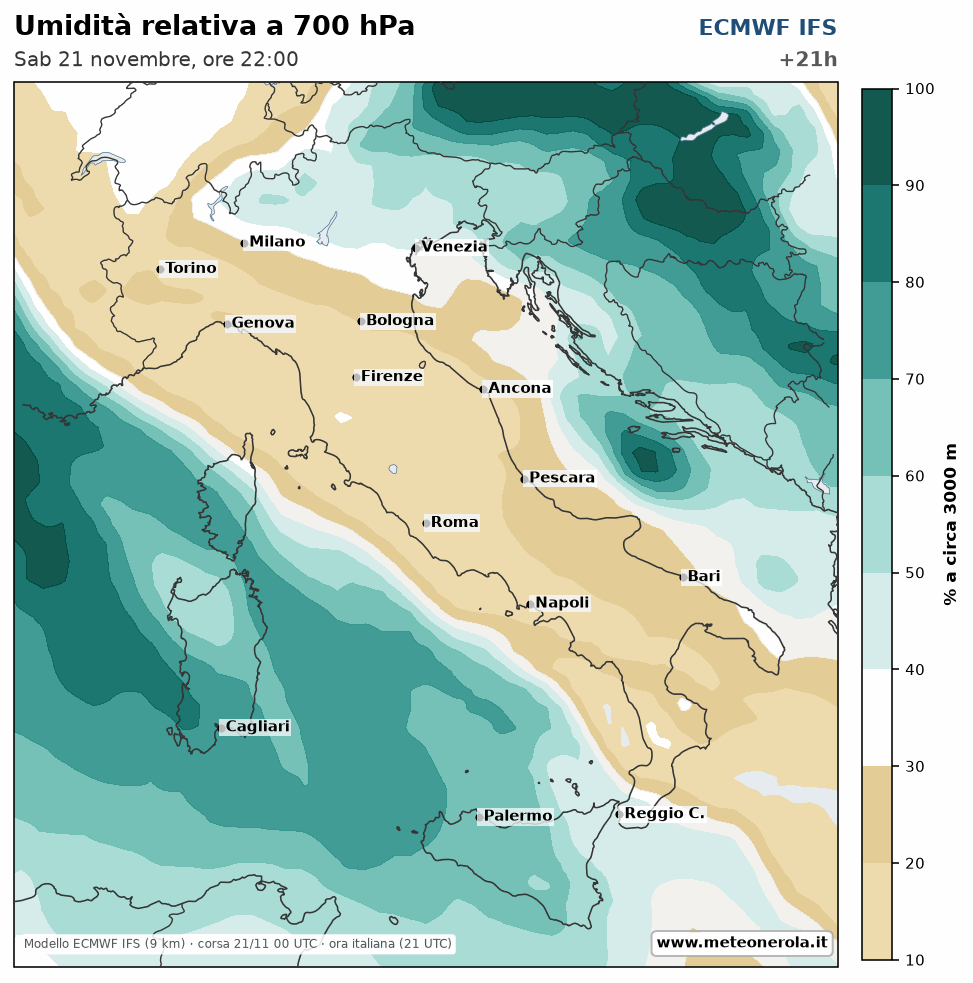 Umidità relativa a 700 hPa
ECMWF IFS
Sab 21 novembre, ore 22:00
+21h
100
90
80
70
60
50
40
30
20
10
% a circa 3000 m
Milano
Venezia
Torino
Genova
Bologna
Firenze
Ancona
Pescara
Roma
Bari
Napoli
Cagliari
Palermo
Reggio C.
Modello ECMWF IFS (9 km) · corsa 21/11 00 UTC · ora italiana (21 UTC)
www.meteonerola.it